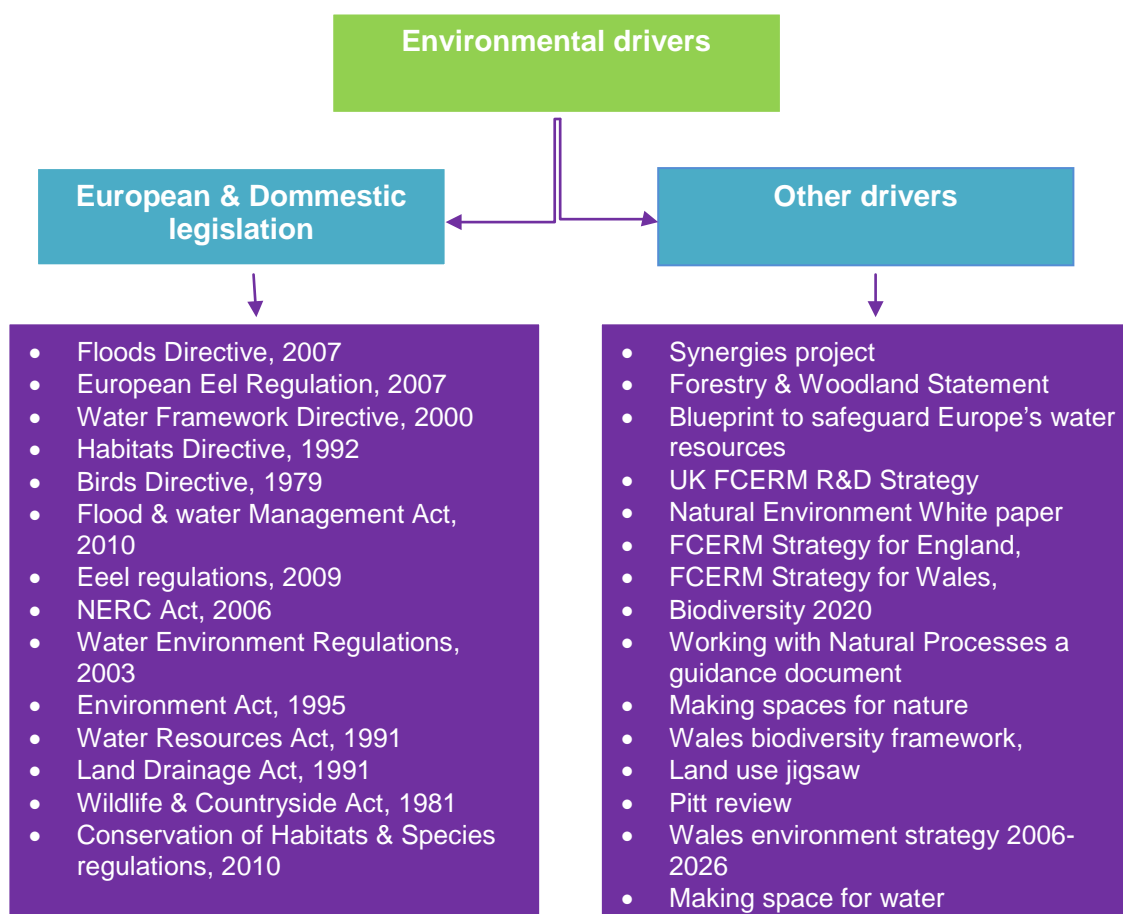 Environmental drivers
European & Dommestic
legislation
• Floods Directive, 2007
• European Eel Regulation, 2007
• Water Framework Directive, 2000
• Habitats Directive, 1992
• Birds Directive, 1979
• Flood & water Management Act,
2010
• Eeel regulations, 2009
• NERC Act, 2006
• Water Environment Regulations,
2003
• Environment Act, 1995
• Water Resources Act, 1991
• Land Drainage Act, 1991
• Wildlife & Countryside Act, 1981
• Conservation of Habitats & Species
regulations, 2010
Other drivers
• Synergies project
• Forestry & Woodland Statement
• Blueprint to safeguard Europe’s water
resources
• UK FCERM R&D Strategy
• Natural Environment White paper
• FCERM Strategy for England,
• FCERM Strategy for Wales,
• Biodiversity 2020
• Working with Natural Processes a
guidance document
• Making spaces for nature
• Wales biodiversity framework,
• Land use jigsaw
• Pitt review
• Wales environment strategy 2006-
2026
• Making space for water